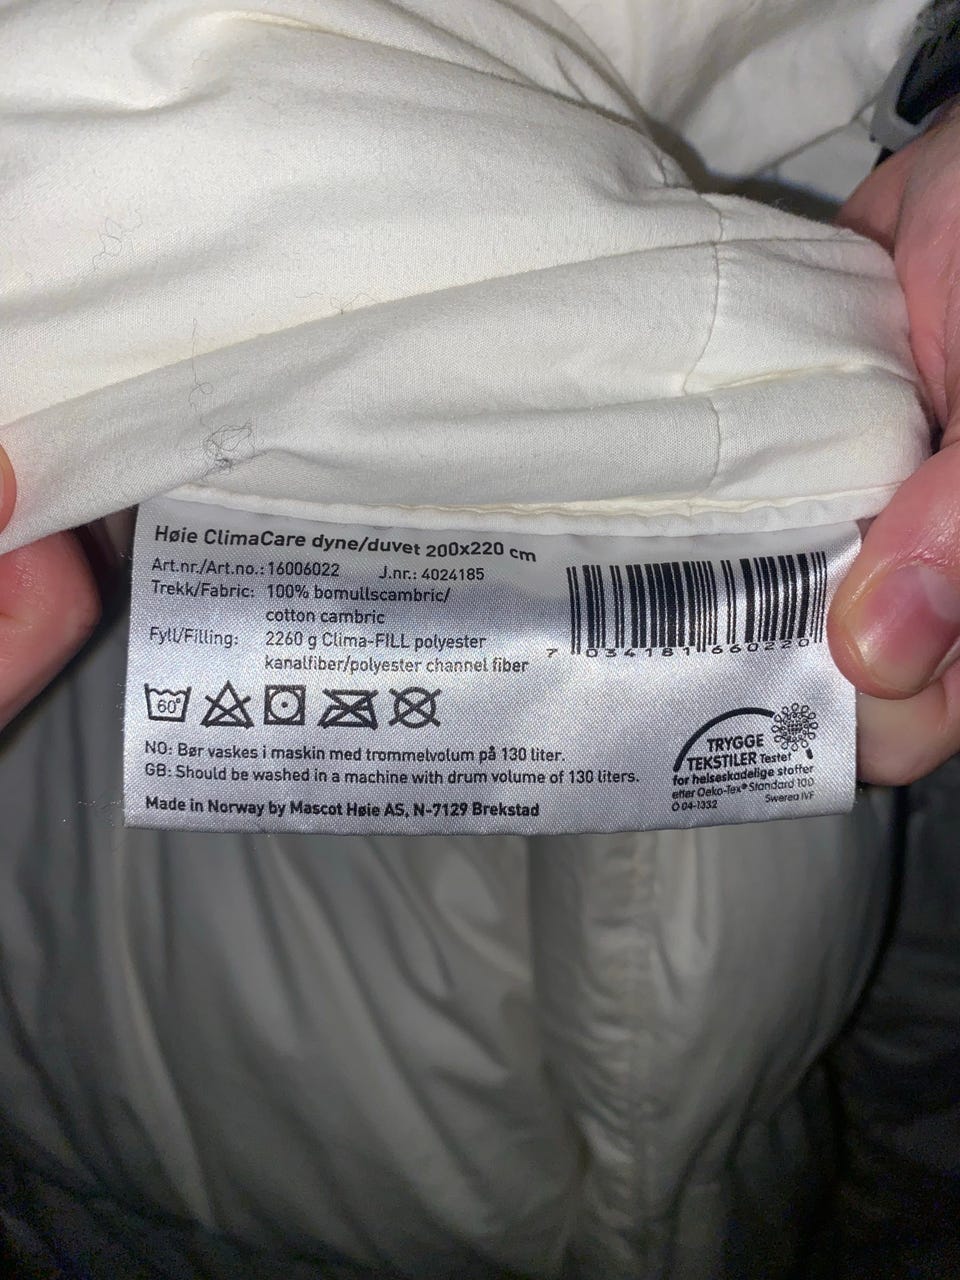 Høie ClimaCare dyne/duvet 200x220 cm
Art.nr./Art.no.: 16006022 J.nr.: 4024185
Trekk/Fabric: 100% bomullscambric/
cotton cambric
Fyll/Filling: 2260 g Clima-FILL polyester
kanalfiber/polyester channel fiber
7 034181 660220
60°
NO: Bør vaskes i maskin med trommelvolum på 130 liter.
GB: Should be washed in a machine with drum volume of 130 liters.
Made in Norway by Mascot Høie AS, N-7129 Brekstad
TRYGGE
TEKSTILER Testet
for helseskadelige stoffer
etter Oeko-Tex® Standard 100
Ö 04-1332 Swerea IVF